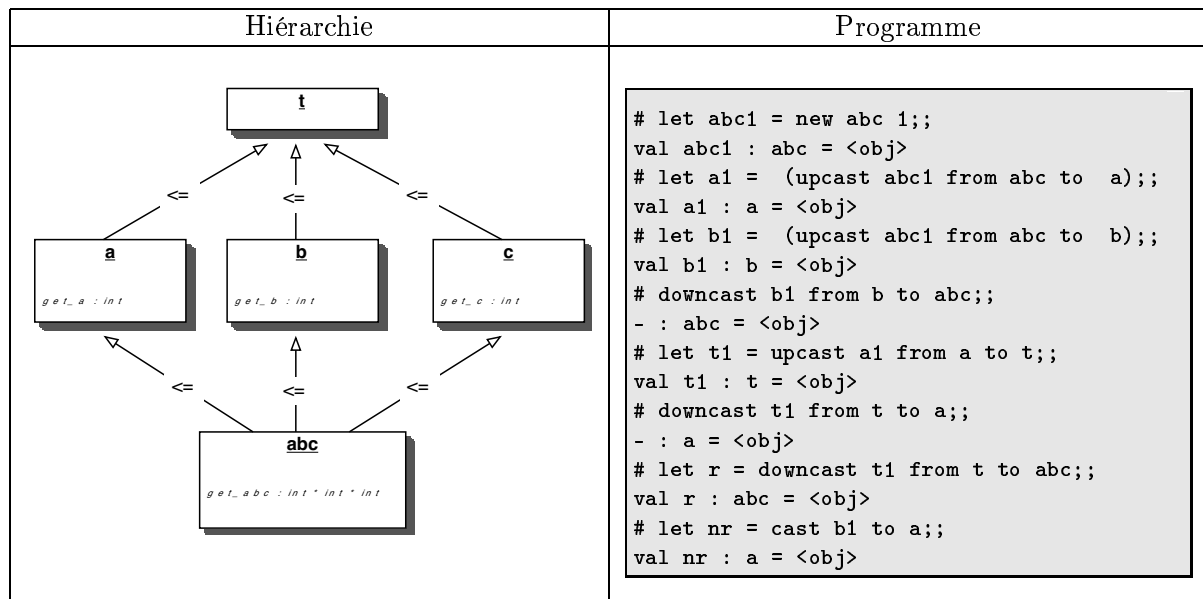 Hiérarchie
Programme
t
<=
<=
<=
a
get_a : int
b
get_b : int
c
get_c : int
<=
<=
<=
abc
get_abc : int * int * int
# let abc1 = new abc 1;;
val abc1 : abc = <obj>
# let a1 =  (upcast abc1 from abc to  a);;
val a1 : a = <obj>
# let b1 =  (upcast abc1 from abc to  b);;
val b1 : b = <obj>
# downcast b1 from b to abc;;
- : abc = <obj>
# let t1 = upcast a1 from a to t;;
val t1 : t = <obj>
# downcast t1 from t to a;;
- : a = <obj>
# let r = downcast t1 from t to abc;;
val r : abc = <obj>
# let nr = cast b1 to a;;
val nr : a = <obj>